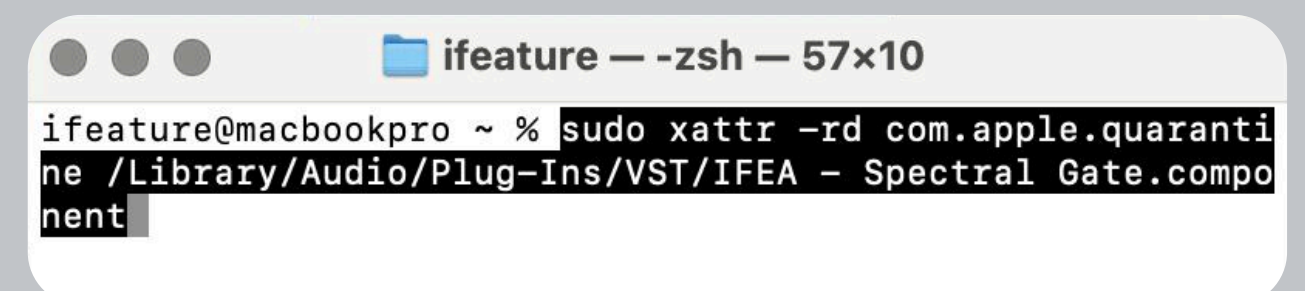 ifeature — -zsh — 57×10
ifeature@macbookpro ~ % sudo xattr -rd com.apple.quaranti
ne /Library/Audio/Plug-Ins/VST/IFEA - Spectral Gate.compo
nent